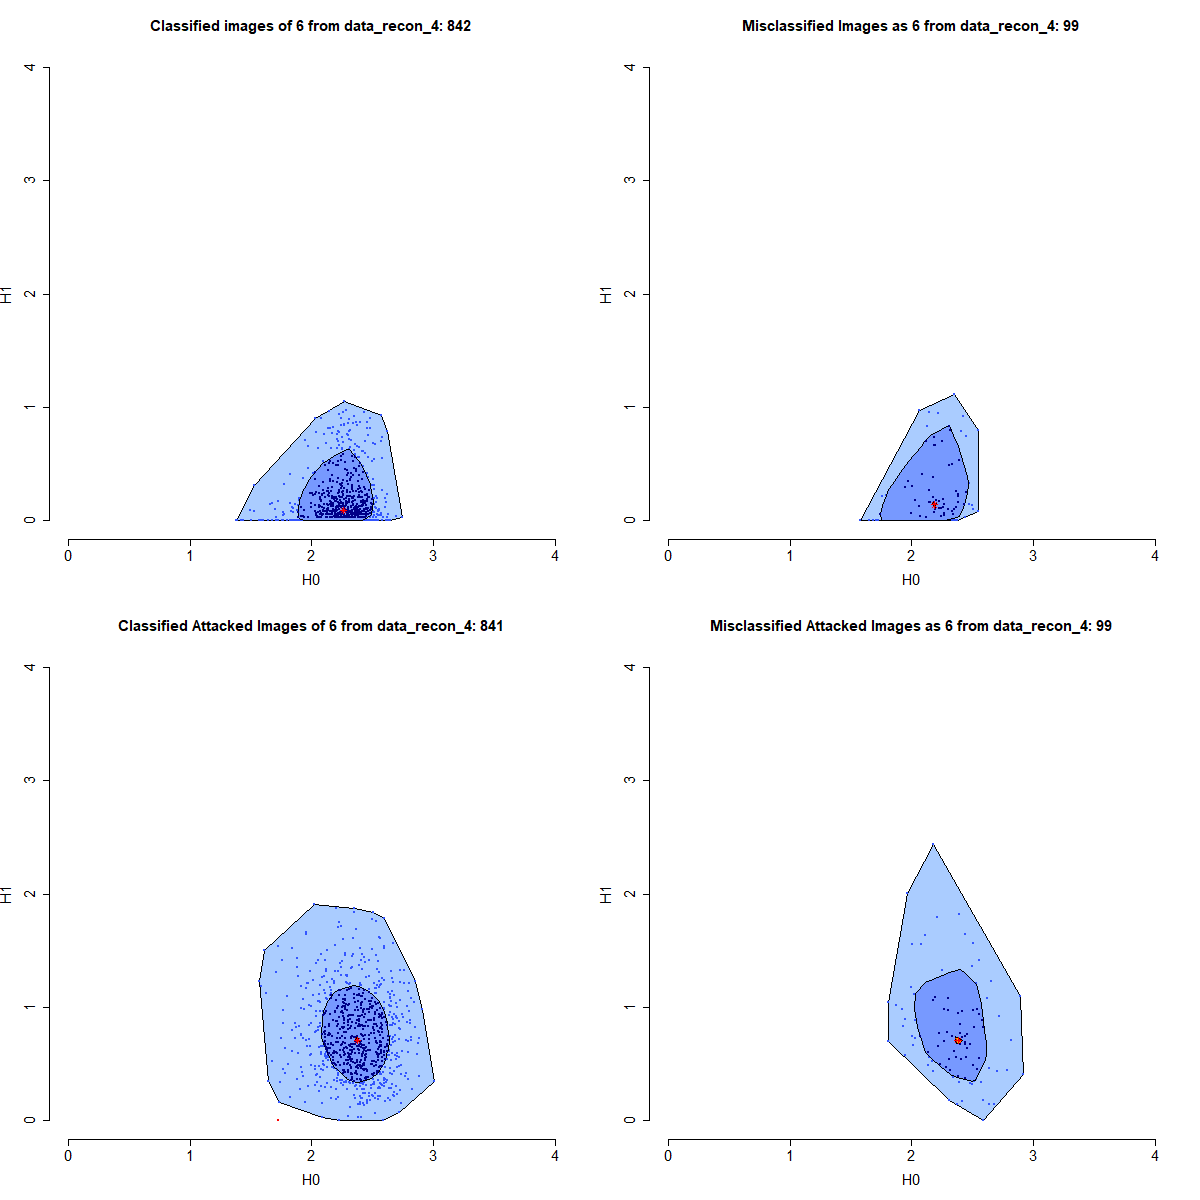 Classified images of 6 from data_recon_4: 842
4
3
2
1
0
H1
0 1 2 3 4
H0
Misclassified Images as 6 from data_recon_4: 99
4
3
2
1
0
H1
0 1 2 3 4
H0
Classified Attacked Images of 6 from data_recon_4: 841
4
3
2
1
0
H1
0 1 2 3 4
H0
Misclassified Attacked Images as 6 from data_recon_4: 99
4
3
2
1
0
H1
0 1 2 3 4
H0